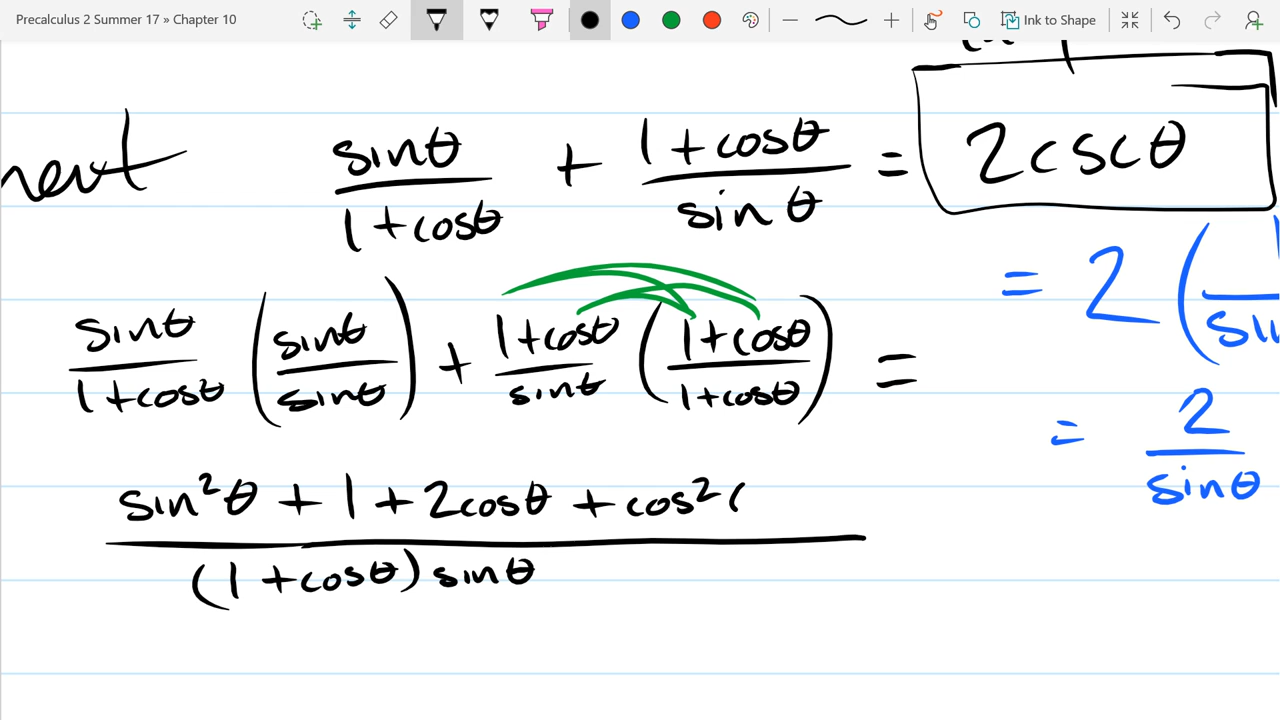 Precalculus 2 Summer 17 » Chapter 10
Ink to Shape
sinθ/(1+cosθ) + (1+cosθ)/sinθ = 2cscθ
= 2(
sinθ/(1+cosθ) (sinθ/sinθ) + (1+cosθ)/sinθ ((1+cosθ)/(1+cosθ)) =
= 2/sinθ
sin²θ + 1 + 2cosθ + cos²(
(1+cosθ)sinθ